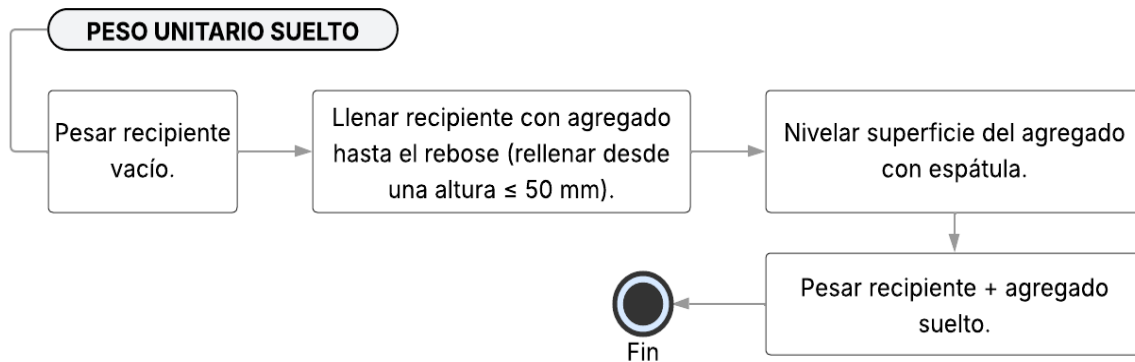 PESO UNITARIO SUELTO
Pesar recipiente
vacío.
Llenar recipiente con agregado
hasta el rebose (rellenar desde
una altura ≤ 50 mm).
Nivelar superficie del agregado
con espátula.
Pesar recipiente + agregado
suelto.
Fin